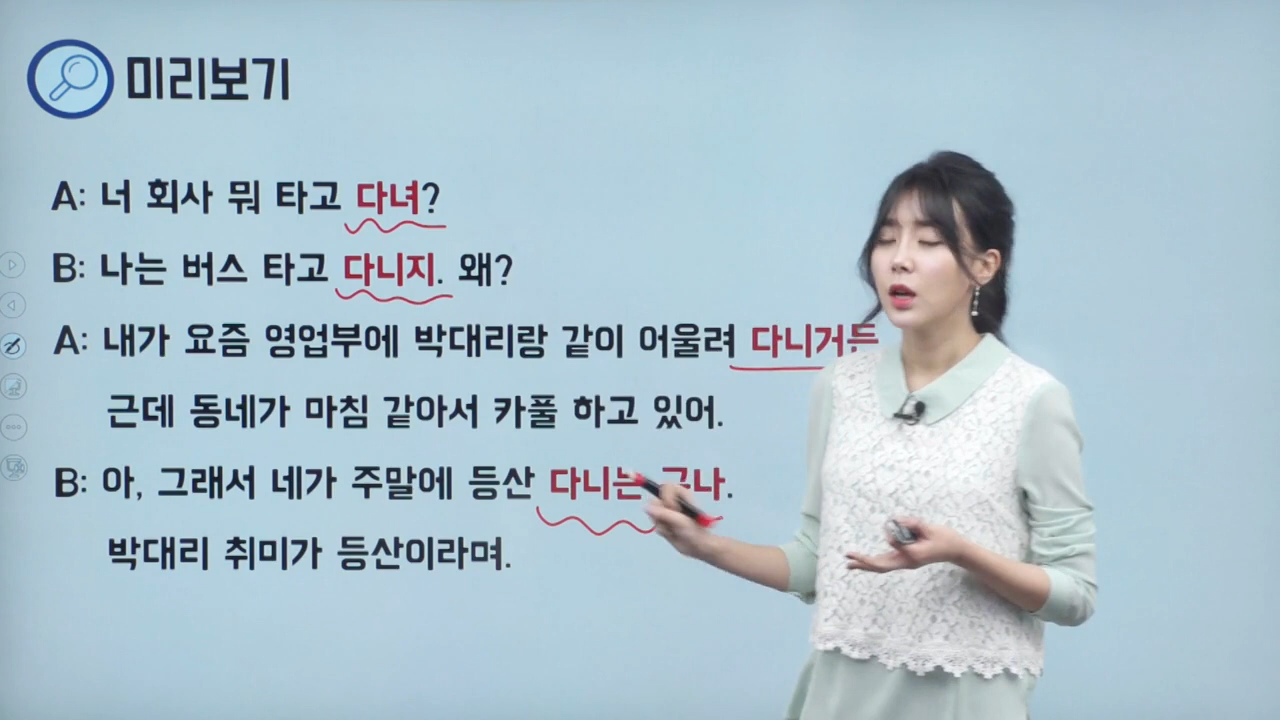 미리보기
A: 너 회사 뭐 타고 다녀?
B: 나는 버스 타고 다니지. 왜?
A: 내가 요즘 영업부에 박대리랑 같이 어울려 다니거든
근데 동네가 마침 같아서 카풀 하고 있어.
B: 아, 그래서 네가 주말에 등산 다니는구나.
박대리 취미가 등산이라며.